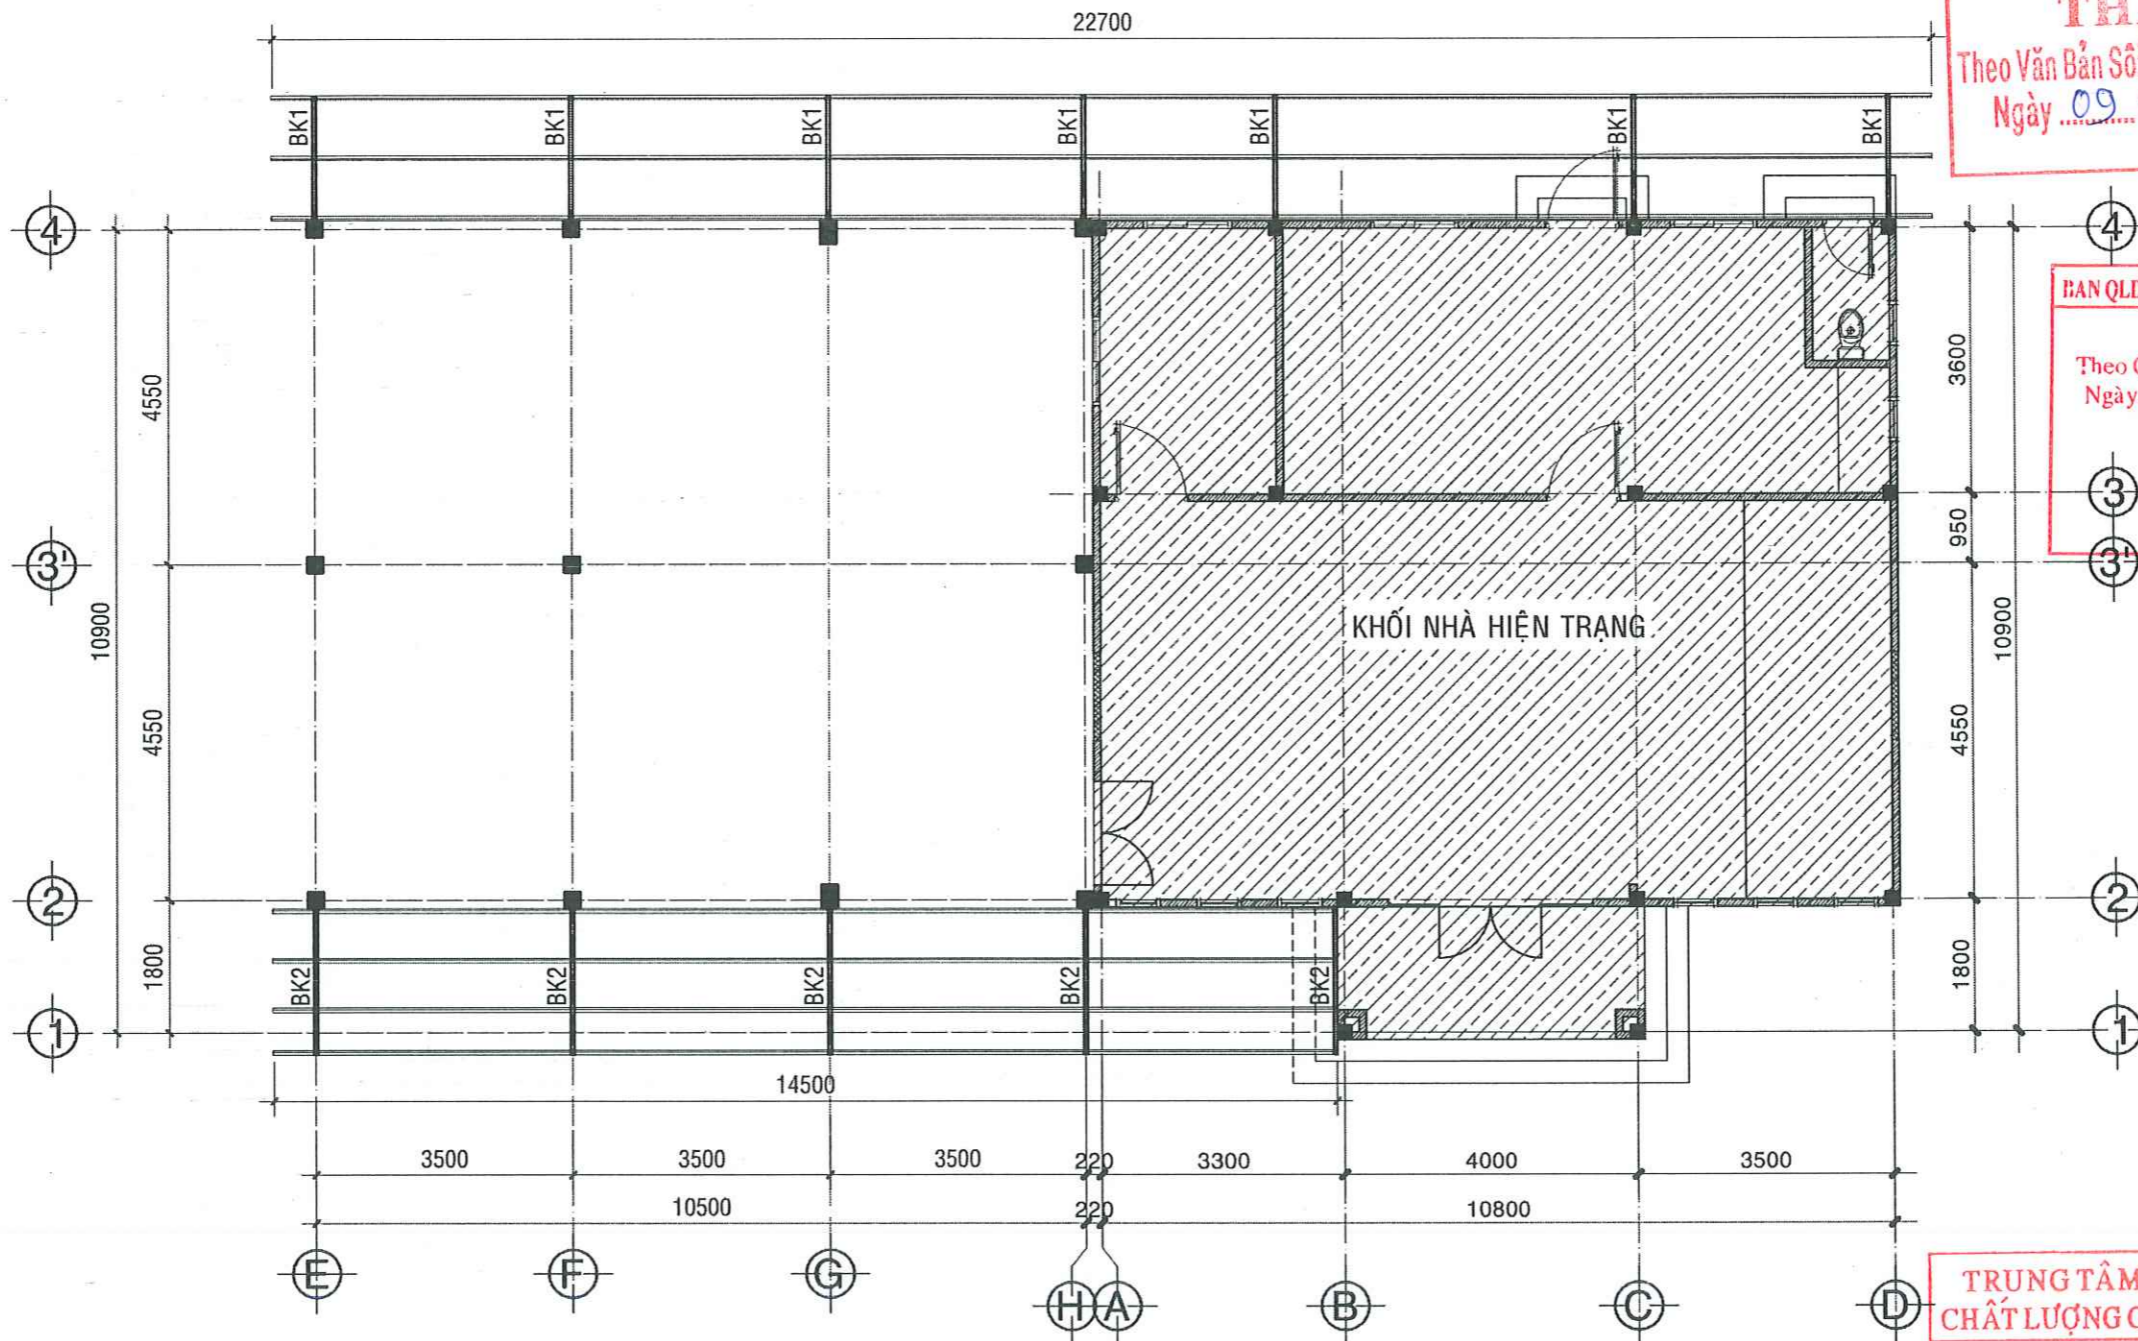 22700
TH
Theo Văn Bản Số
Ngày 09
BK1 BK1 BK1 BK1 BK1 BK1 BK1
4 4
BAN QLD
Theo
Ngày
4550 3600
3 950
3' 3'
10900 10900
KHỐI NHÀ HIỆN TRẠNG
4550 4550
2 2
1800 1800
BK2 BK2 BK2 BK2 BK2
1 1
14500
3500 3500 3500 220 3300 4000 3500
10500 220 10800
E F G H A B C D
TRUNG TÂM
CHẤT LƯỢNG